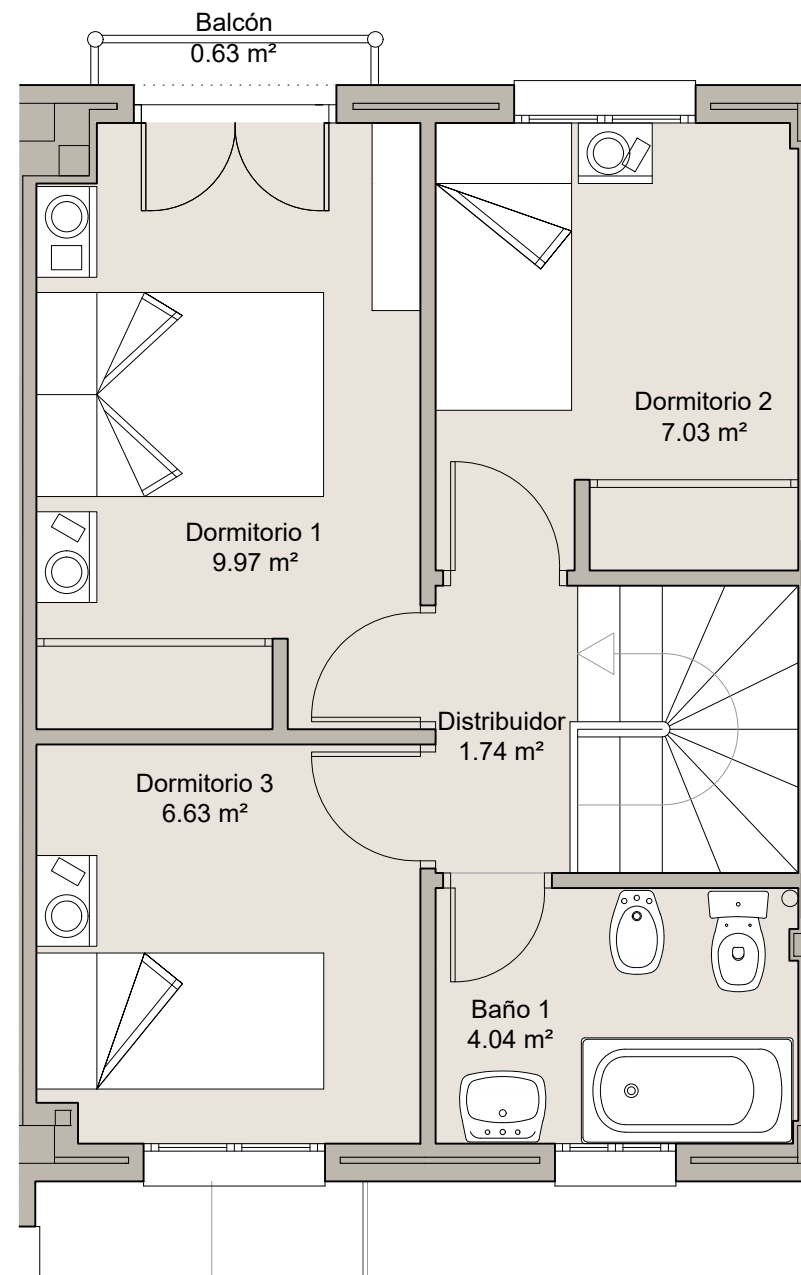 Balcón
0.63 m²
Dormitorio 2
7.03 m²
Dormitorio 1
9.97 m²
Distribuidor
1.74 m²
Dormitorio 3
6.63 m²
Baño 1
4.04 m²